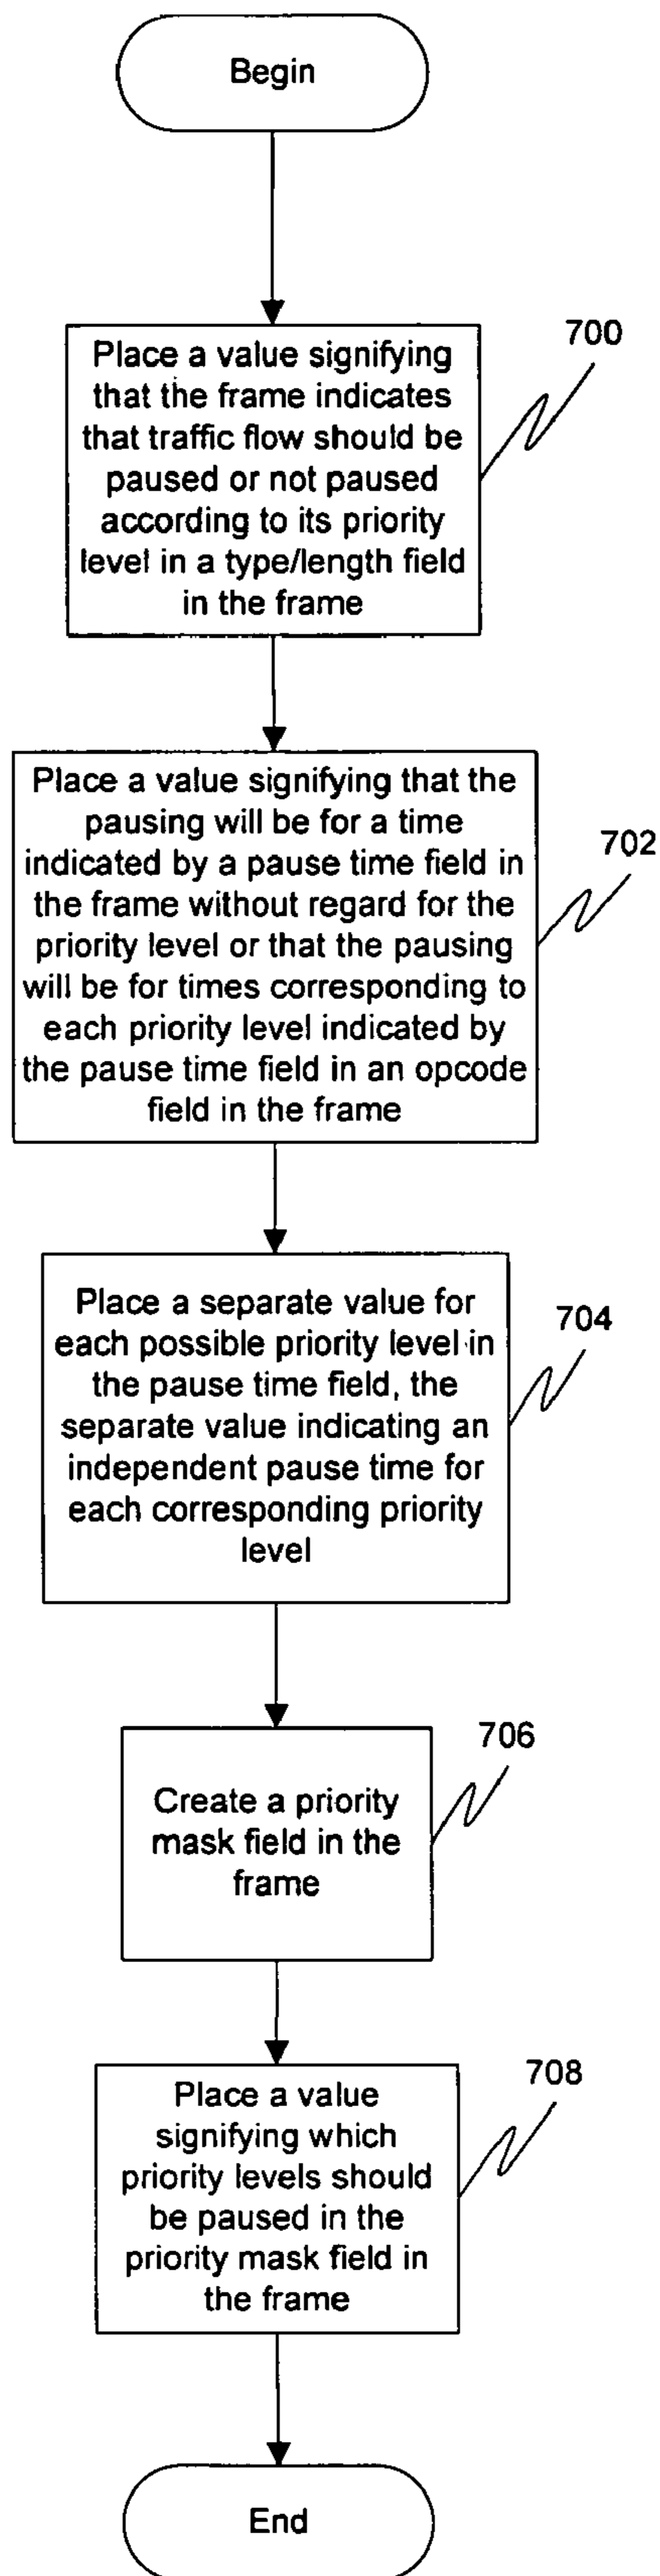 Begin
700
Place a value signifying
that the frame indicates
that traffic flow should be
paused or not paused
according to its priority
level in a type/length field
in the frame
702
Place a value signifying that the
pausing will be for a time
indicated by a pause time field in
the frame without regard for the
priority level or that the pausing
will be for times corresponding to
each priority level indicated by
the pause time field in an opcode
field in the frame
704
Place a separate value for
each possible priority level in
the pause time field, the
separate value indicating an
independent pause time for
each corresponding priority
level
706
Create a priority
mask field in the
frame
708
Place a value
signifying which
priority levels should
be paused in the
priority mask field in
the frame
End